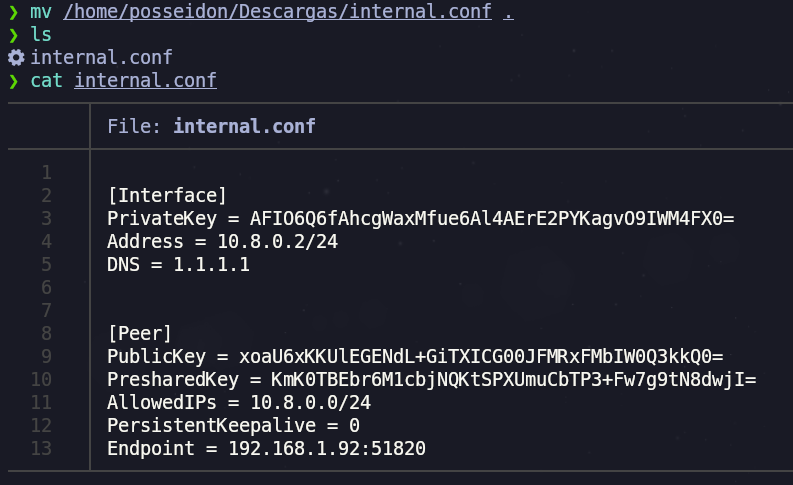 ❯ mv /home/posseidon/Descargas/internal.conf .
❯ ls
internal.conf
❯ cat internal.conf
File: internal.conf
1
2 [Interface]
3 PrivateKey = AFIO6Q6fAhcgWaxMfue6Al4AErE2PYKagvO9IWM4FX0=
4 Address = 10.8.0.2/24
5 DNS = 1.1.1.1
6
7
8 [Peer]
9 PublicKey = xoaU6xKKUlEGENdL+GiTXICG00JFMRxFMbIW0Q3kkQ0=
10 PresharedKey = KmK0TBEbr6M1cbjNQKtSPXUmuCbTP3+Fw7g9tN8dwjI=
11 AllowedIPs = 10.8.0.0/24
12 PersistentKeepalive = 0
13 Endpoint = 192.168.1.92:51820